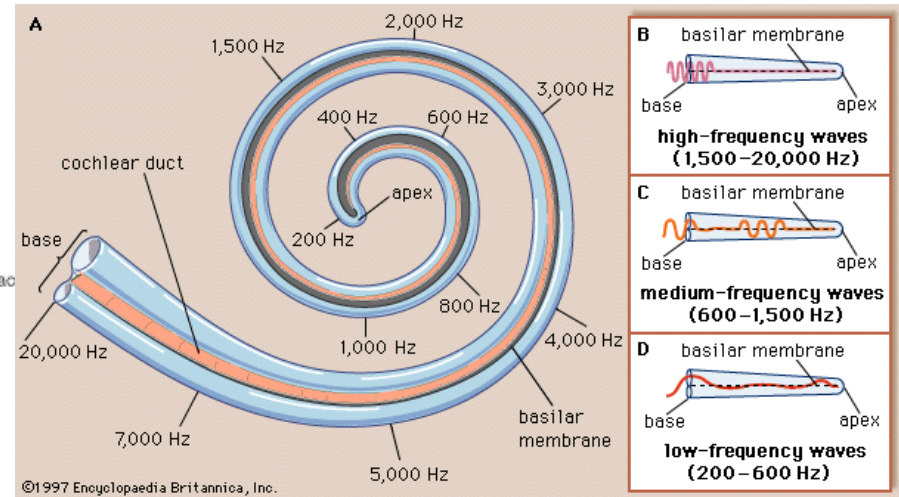 A
2,000 Hz
1,500 Hz
3,000 Hz
400 Hz
600 Hz
cochlear duct
apex
200 Hz
base
800 Hz
20,000 Hz
1,000 Hz
4,000 Hz
basilar
membrane
7,000 Hz
5,000 Hz
©1997 Encyclopaedia Britannica, Inc.
B
basilar membrane
base
apex
high-frequency waves
(1,500–20,000 Hz)
C
basilar membrane
base
apex
medium-frequency waves
(600–1,500 Hz)
D
basilar membrane
base
apex
low-frequency waves
(200–600 Hz)